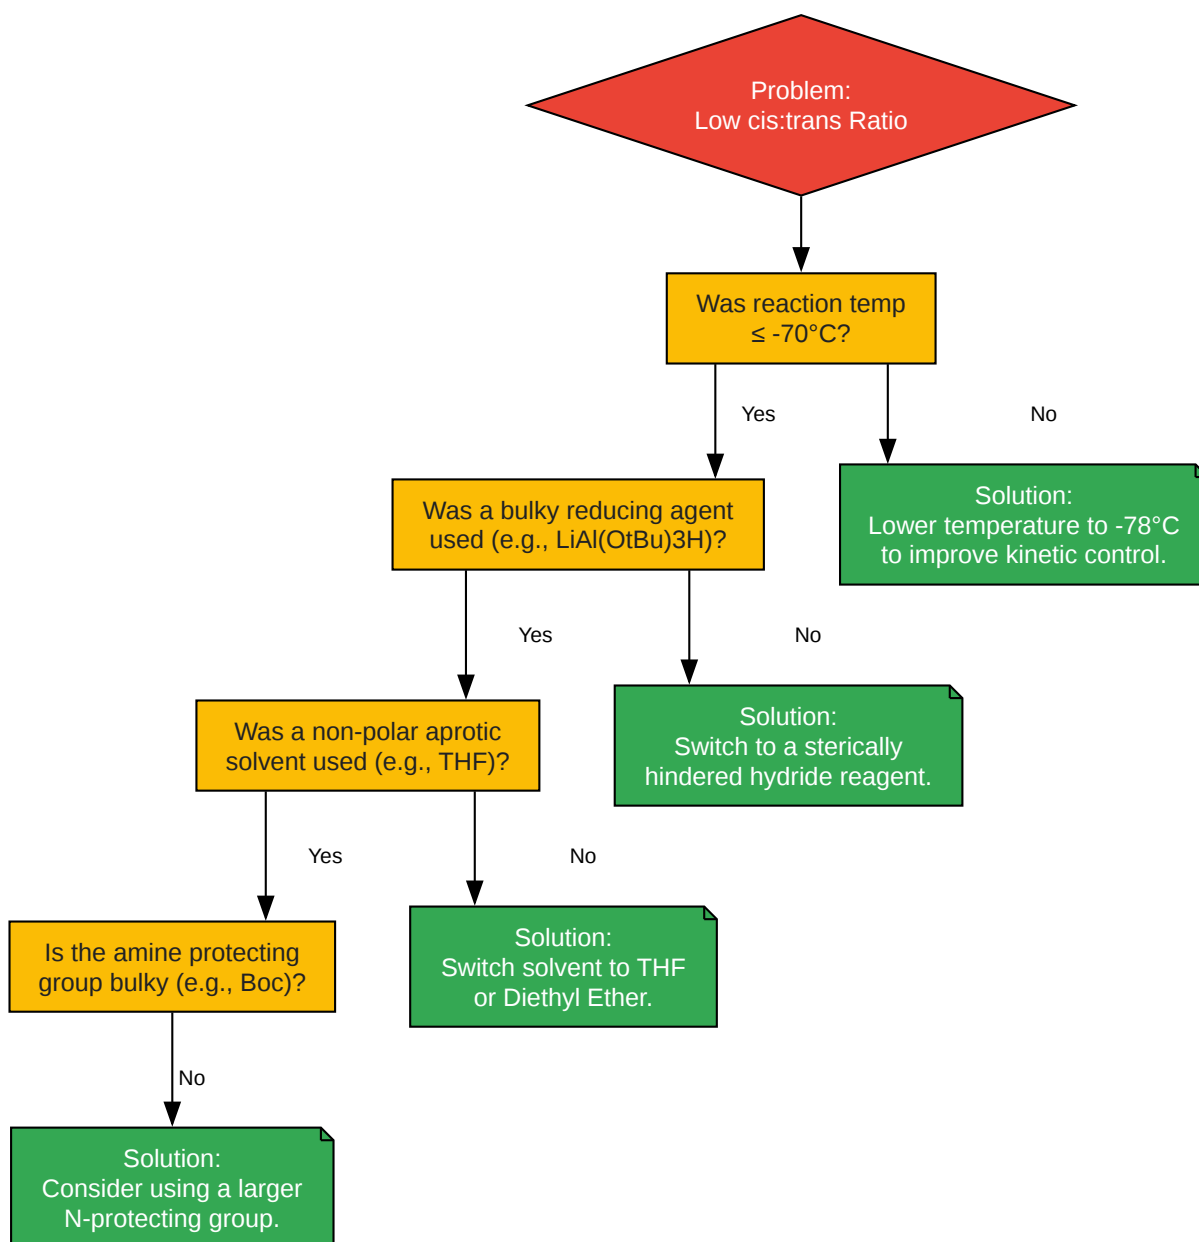 Problem:
Low cis:trans Ratio
Was reaction temp
≤ -70°C?
Yes
No
Was a bulky reducing agent
used (e.g., LiAl(OtBu)3H)?
Solution:
Lower temperature to -78°C
to improve kinetic control.
Yes
No
Was a non-polar aprotic
solvent used (e.g., THF)?
Solution:
Switch to a sterically
hindered hydride reagent.
Yes
No
Is the amine protecting
group bulky (e.g., Boc)?
Solution:
Switch solvent to THF
or Diethyl Ether.
No
Solution:
Consider using a larger
N-protecting group.